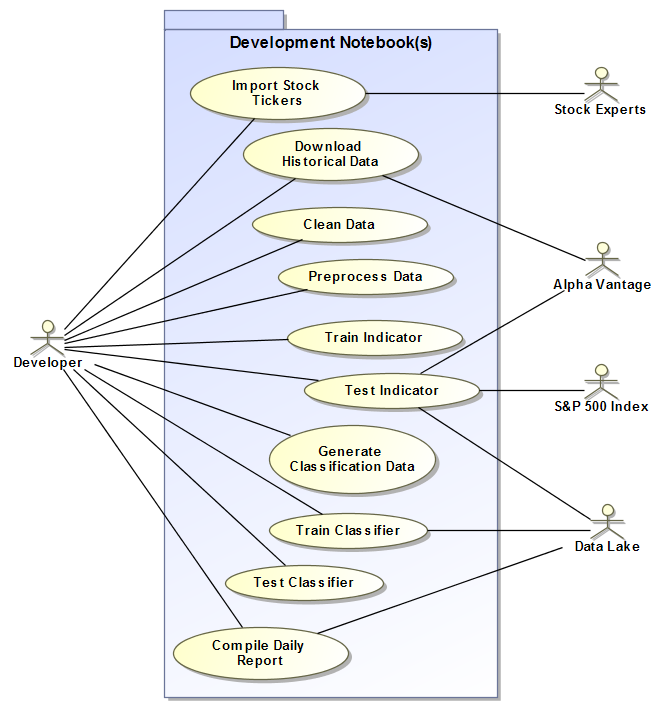 Development Notebook(s)
Import Stock
Tickers
Stock Experts
Download
Historical Data
Clean Data
Preprocess Data
Alpha Vantage
Train Indicator
Developer
Test Indicator
S&P 500 Index
Generate
Classification Data
Train Classifier
Data Lake
Test Classifier
Compile Daily
Report